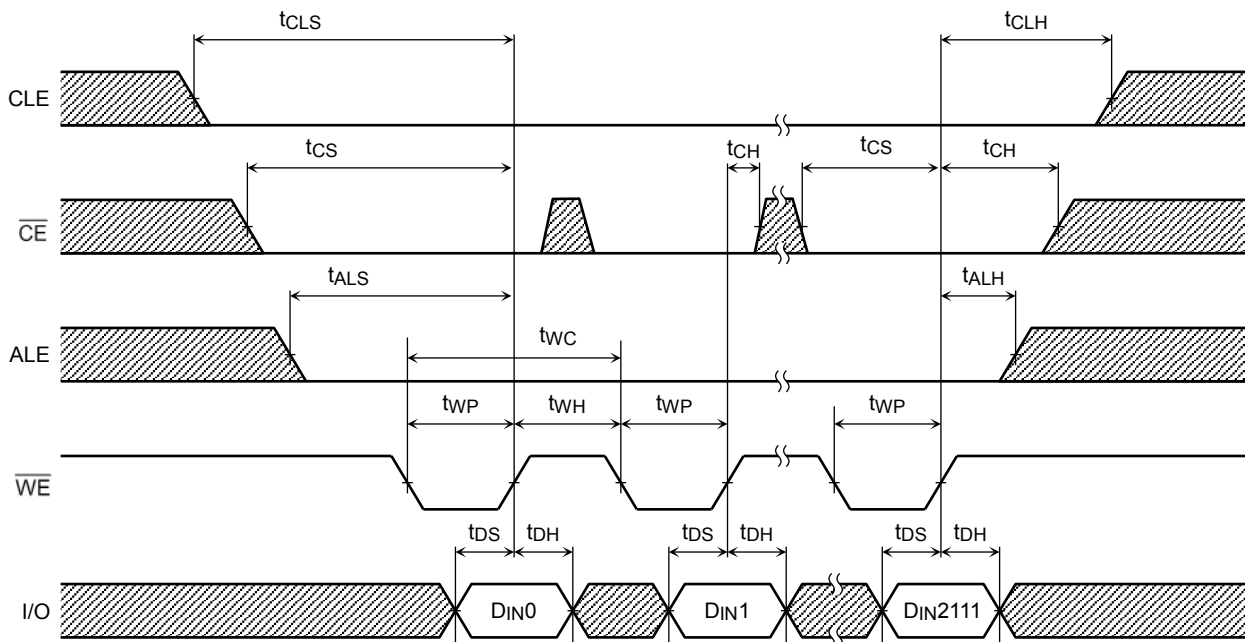 tCLS tCLH
CLE
tCS tCH tCS tCH
CE
tALS tALH
ALE
tWC
tWP tWH tWP tWP
WE
tDS tDH tDS tDH tDS tDH
I/O DIN0 DIN1 DIN2111